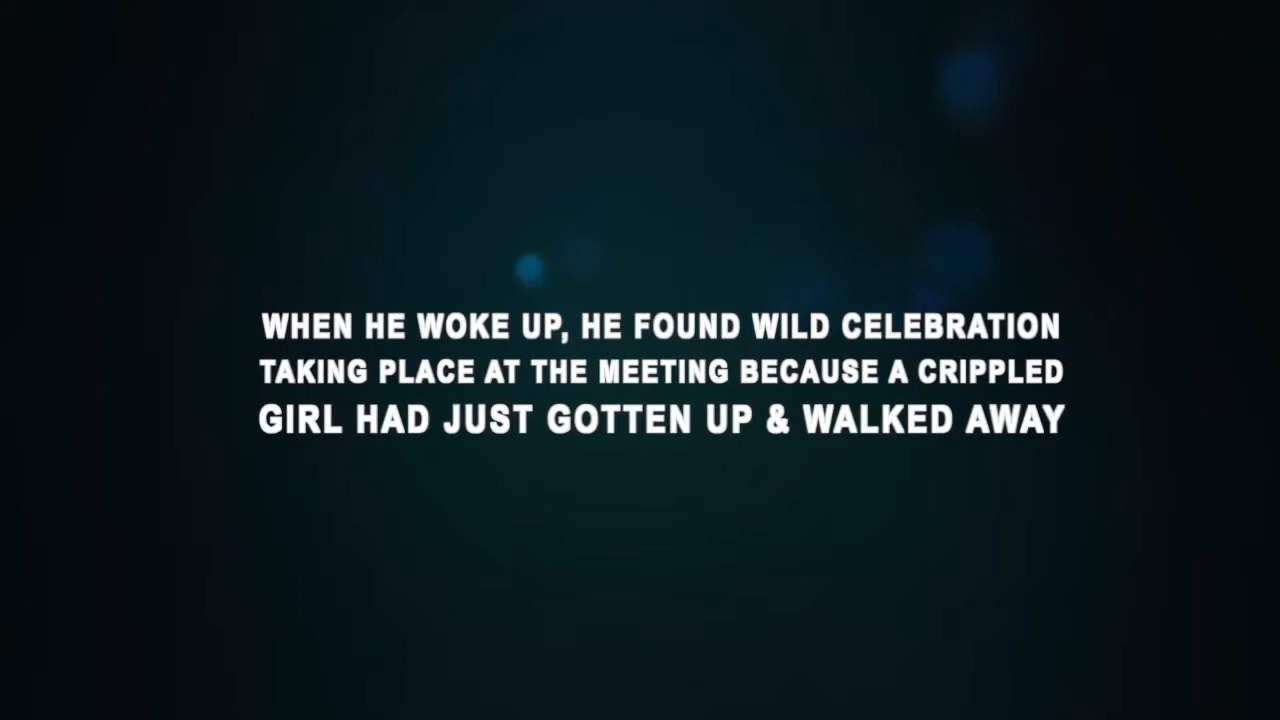 WHEN HE WOKE UP, HE FOUND WILD CELEBRATION
TAKING PLACE AT THE MEETING BECAUSE A CRIPPLED
GIRL HAD JUST GOTTEN UP & WALKED AWAY